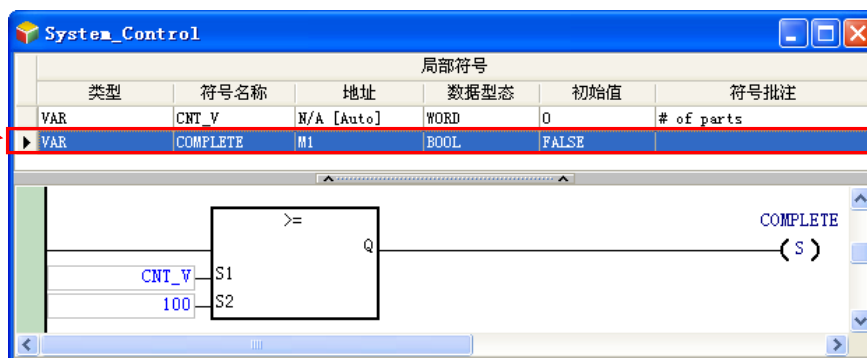 System_Control
局部符号
类型 符号名称 地址 数据型态 初始值 符号批注
VAR CNT_V N/A [Auto] WORD 0 # of parts
VAR COMPLETE M1 BOOL FALSE
>= COMPLETE
Q ( S )
CNT_V S1
100 S2